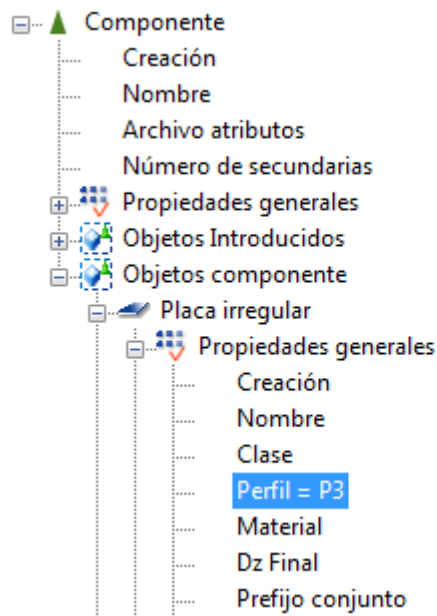 Componente
Creación
Nombre
Archivo atributos
Número de secundarias
Propiedades generales
Objetos Introducidos
Objetos componente
Placa irregular
Propiedades generales
Creación
Nombre
Clase
Perfil = P3
Material
Dz Final
Prefijo conjunto